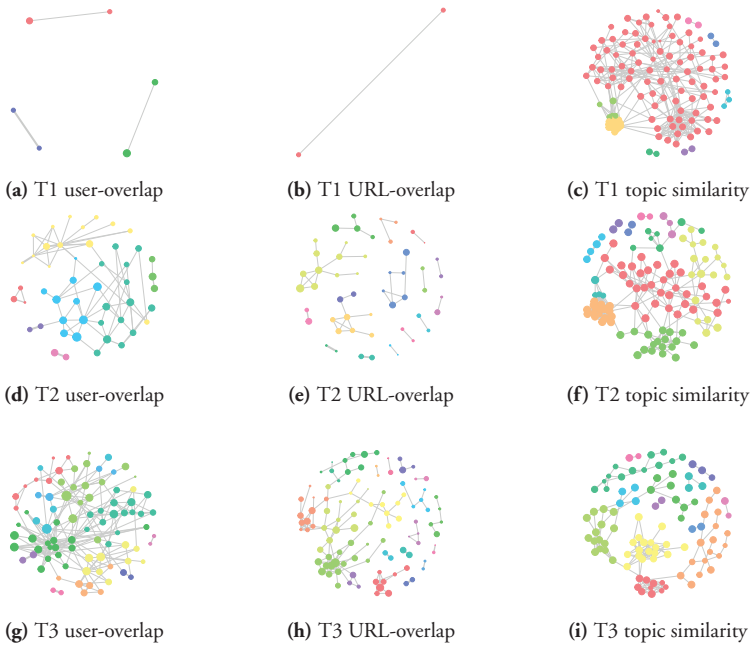 (a) T1 user-overlap
(b) T1 URL-overlap
(c) T1 topic similarity
(d) T2 user-overlap
(e) T2 URL-overlap
(f) T2 topic similarity
(g) T3 user-overlap
(h) T3 URL-overlap
(i) T3 topic similarity